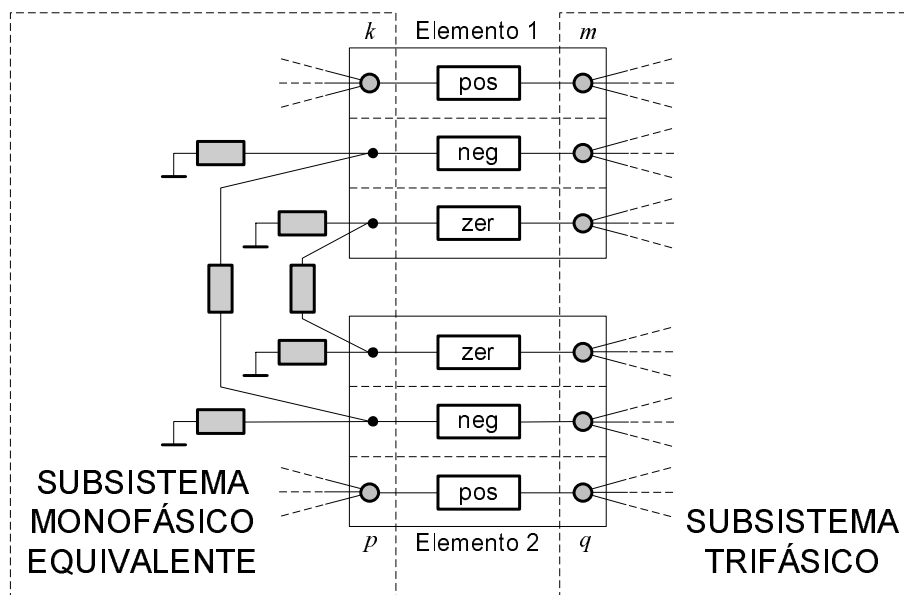 k Elemento 1 m
pos
neg
zer
zer
neg
pos
p Elemento 2 q
SUBSISTEMA
MONOFÁSICO
EQUIVALENTE
SUBSISTEMA
TRIFÁSICO